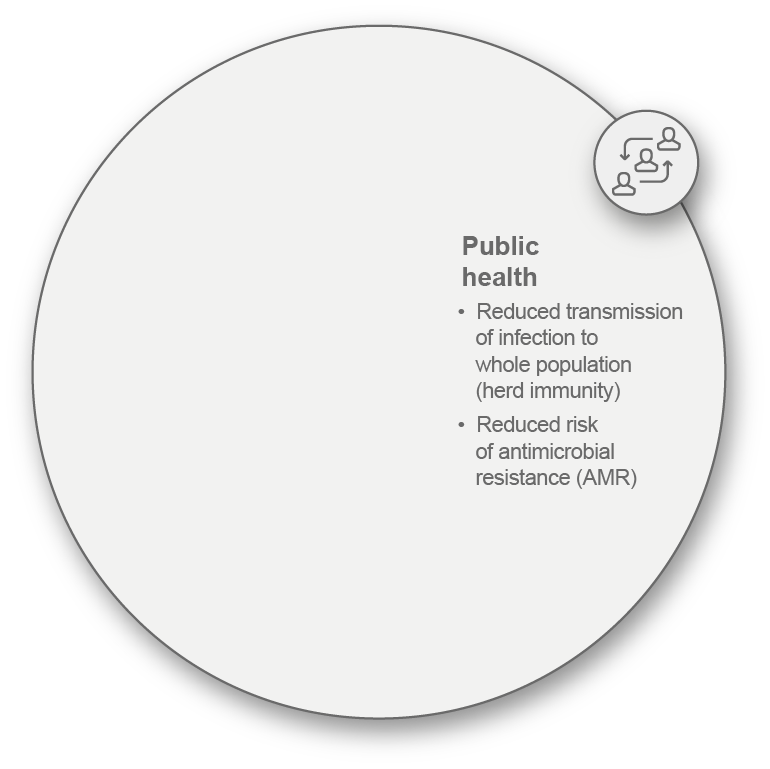 Public
health
• Reduced transmission
of infection to
whole population
(herd immunity)
• Reduced risk
of antimicrobial
resistance (AMR)